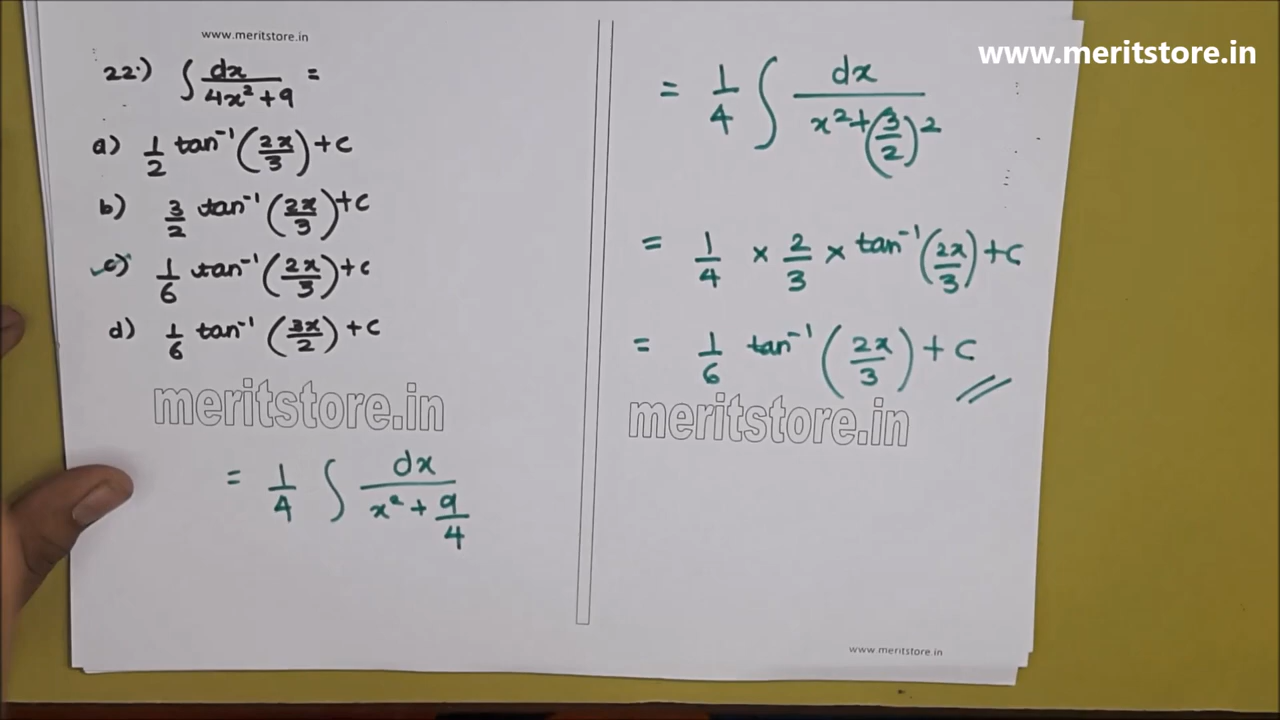 www.meritstore.in
22.) ∫ dx/(4x² + 9) =
a) 1/2 tan⁻¹ (2x/3) + C
b) 3/2 tan⁻¹ (2x/3) + C
c) 1/6 tan⁻¹ (2x/3) + C
d) 1/6 tan⁻¹ (3x/2) + C
meritstore.in
= 1/4 ∫ dx/(x² + 9/4)
www.meritstore.in
= 1/4 ∫ dx/(x² + (3/2)²)
= 1/4 × 2/3 × tan⁻¹ (2x/3) + C
= 1/6 tan⁻¹ (2x/3) + C
meritstore.in
www.meritstore.in